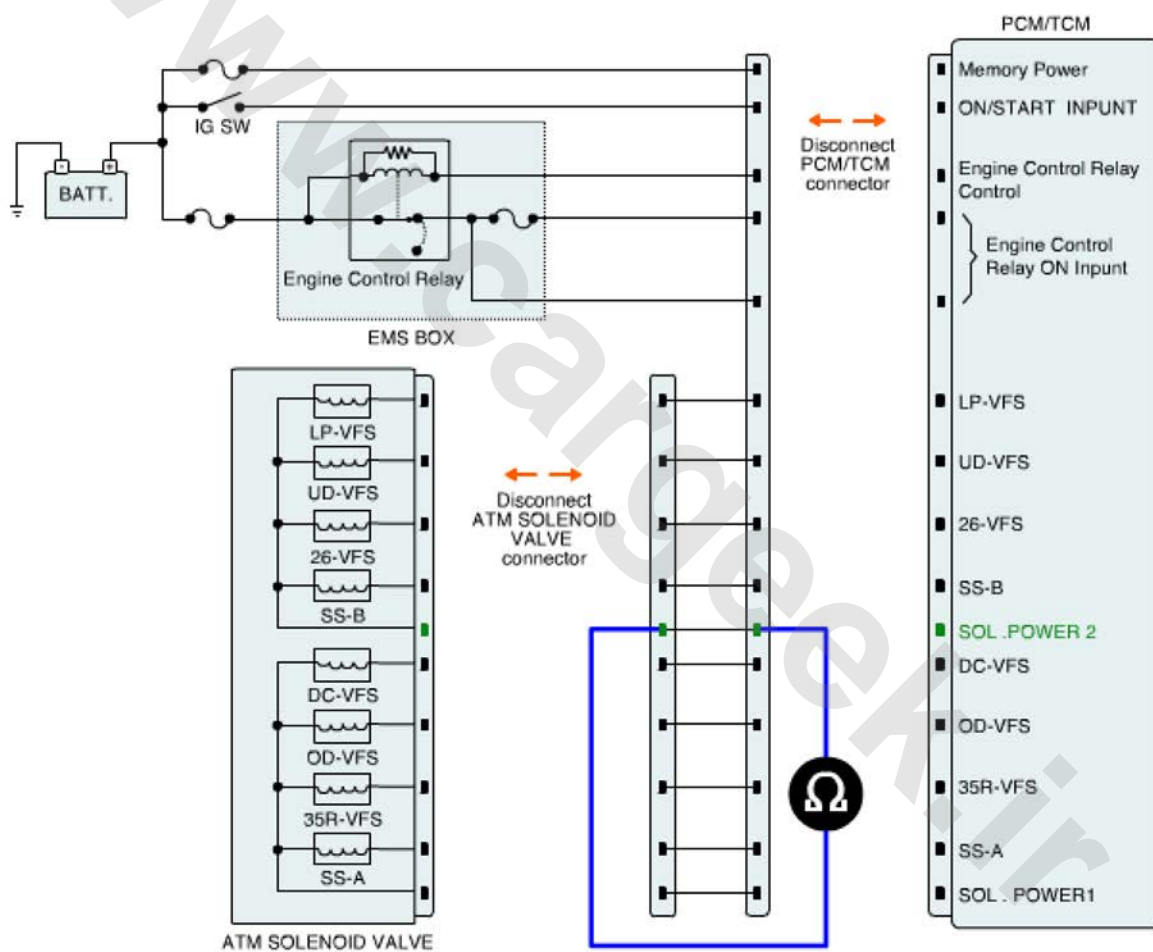 PCM/TCM
Memory Power
ON/START INPUNT
IG SW
Disconnect
PCM/TCM
connector
Engine Control Relay
Control
- +
BATT.
Engine Control
Relay ON Inpunt
Engine Control Relay
EMS BOX
LP-VFS
UD-VFS
26-VFS
SS-B
DC-VFS
OD-VFS
35R-VFS
SS-A
ATM SOLENOID VALVE
Disconnect
ATM SOLENOID
VALVE
connector
Ω
LP-VFS
UD-VFS
26-VFS
SS-B
SOL .POWER 2
DC-VFS
OD-VFS
35R-VFS
SS-A
SOL . POWER1
www.cargeek.ir